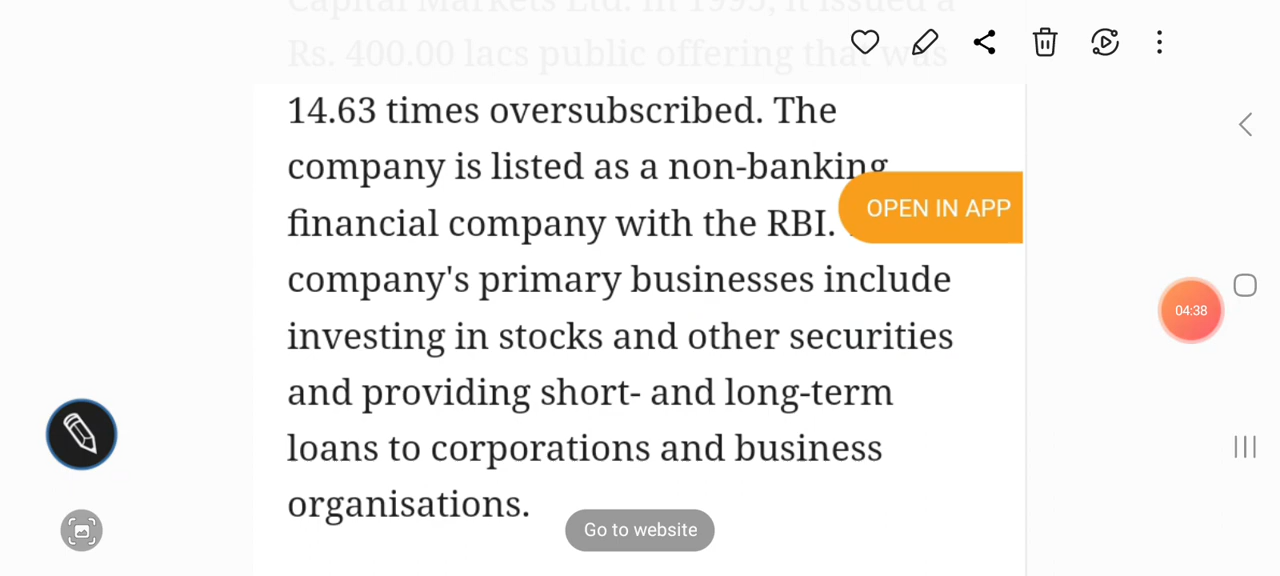 Capital Markets Ltd. In 1995, it issued a
Rs. 400.00 lacs public offering that was
14.63 times oversubscribed. The
company is listed as a non-banking
OPEN IN APP
financial company with the RBI.
company's primary businesses include
04:38
investing in stocks and other securities
and providing short- and long-term
loans to corporations and business
organisations.
Go to website